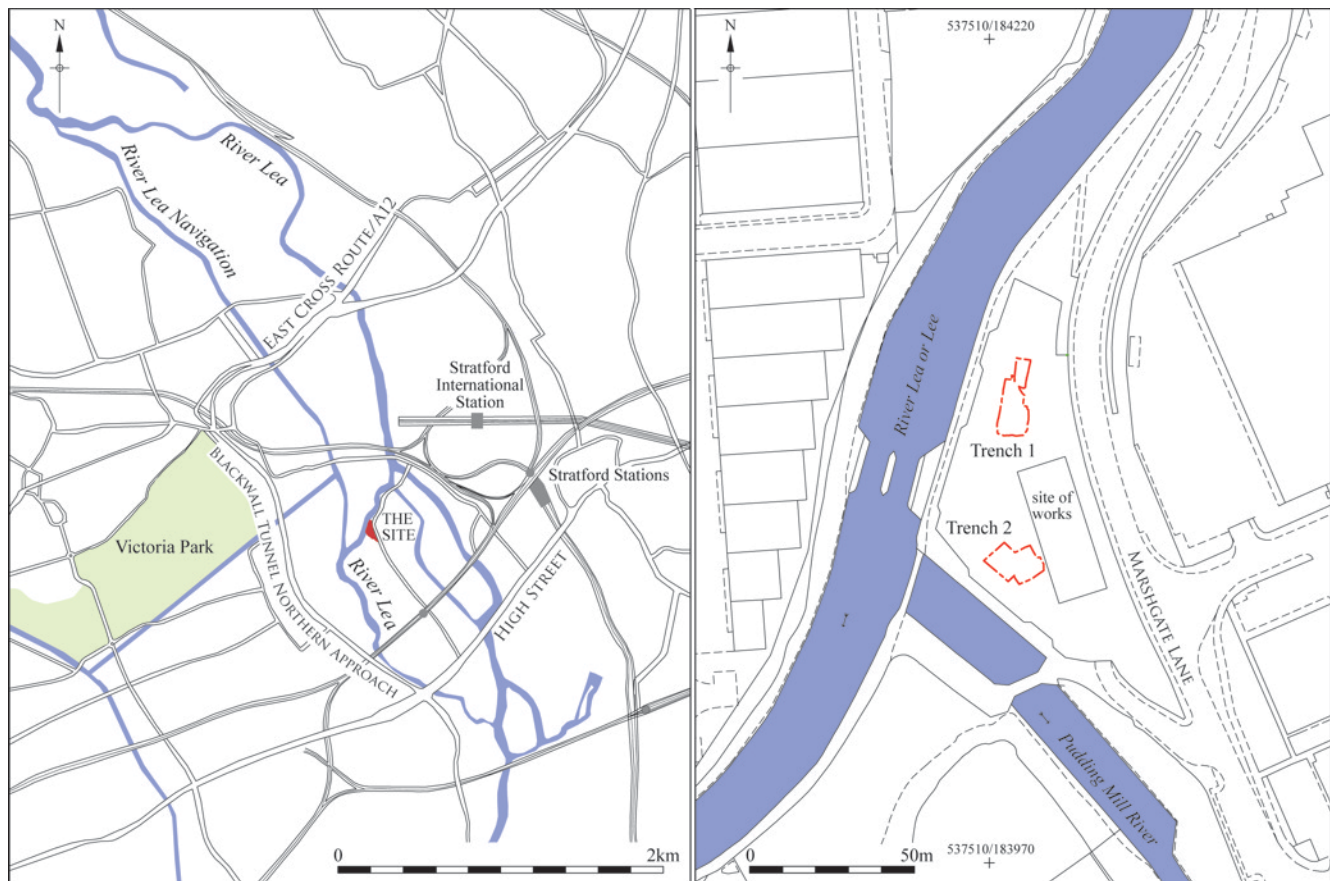 N
River Lea
River Lea Navigation
EAST CROSS ROUTE/A12
Stratford
International
Station
Stratford Stations
THE
SITE
Victoria Park
BLACKWALL TUNNEL NORTHERN APPROACH
River Lea
HIGH STREET
0
2km
N
537510/184220
River Lea or Lee
Trench 1
site of
works
Trench 2
MARSHGATE LANE
Pudding Mill River
537510/183970
0
50m